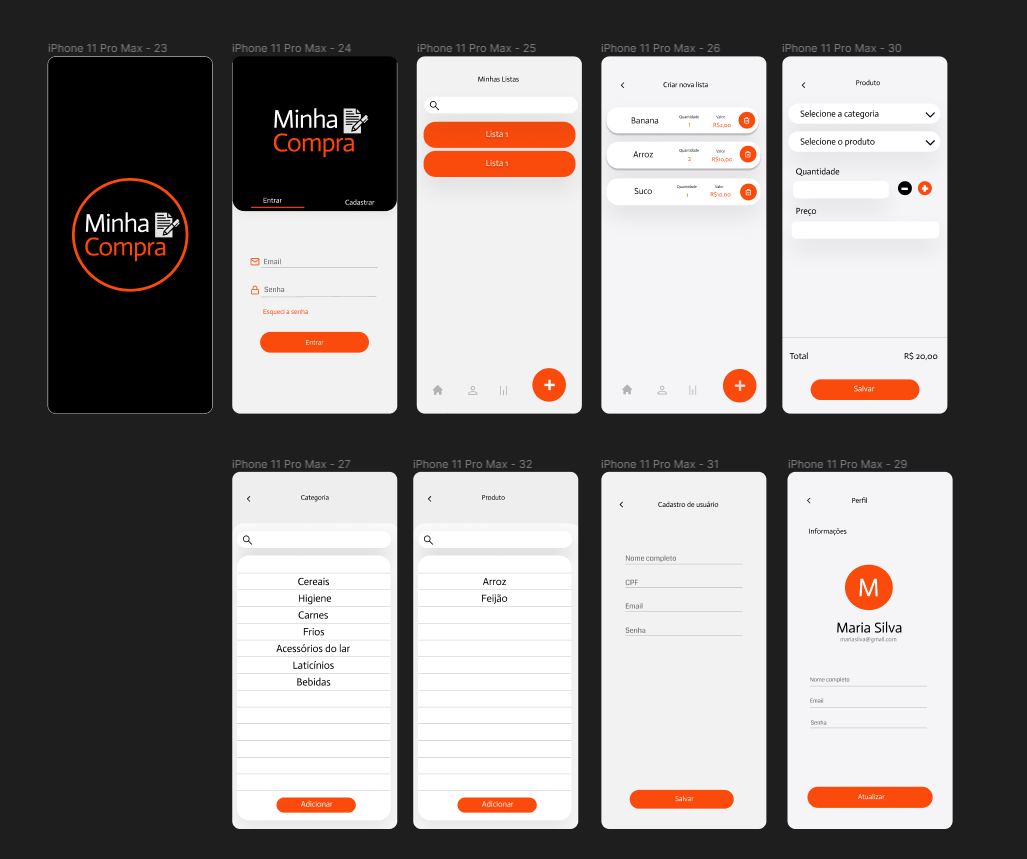 iPhone 11 Pro Max - 23
Minha
Compra
iPhone 11 Pro Max - 24
Minha
Compra
Entrar
Cadastrar
Email
Senha
Esqueci a senha
Entrar
iPhone 11 Pro Max - 25
Minhas Listas
Lista 1
Lista 1
iPhone 11 Pro Max - 26
Criar nova lista
Banana
Quantidade
1
Valor
R$2,00
Arroz
Quantidade
2
Valor
R$10,00
Suco
Quantidade
1
Valor
R$10,00
iPhone 11 Pro Max - 30
Produto
Selecione a categoria
Selecione o produto
Quantidade
Preço
Total
R$ 20,00
Salvar
iPhone 11 Pro Max - 27
Categoria
Cereais
Higiene
Carnes
Frios
Acessórios do lar
Laticínios
Bebidas
Adicionar
iPhone 11 Pro Max - 32
Produto
Arroz
Feijão
Adicionar
iPhone 11 Pro Max - 31
Cadastro de usuário
Nome completo
CPF
Email
Senha
Salvar
iPhone 11 Pro Max - 29
Perfil
Informações
M
Maria Silva
mariasilva@gmail.com
Nome completo
Email
Senha
Atualizar